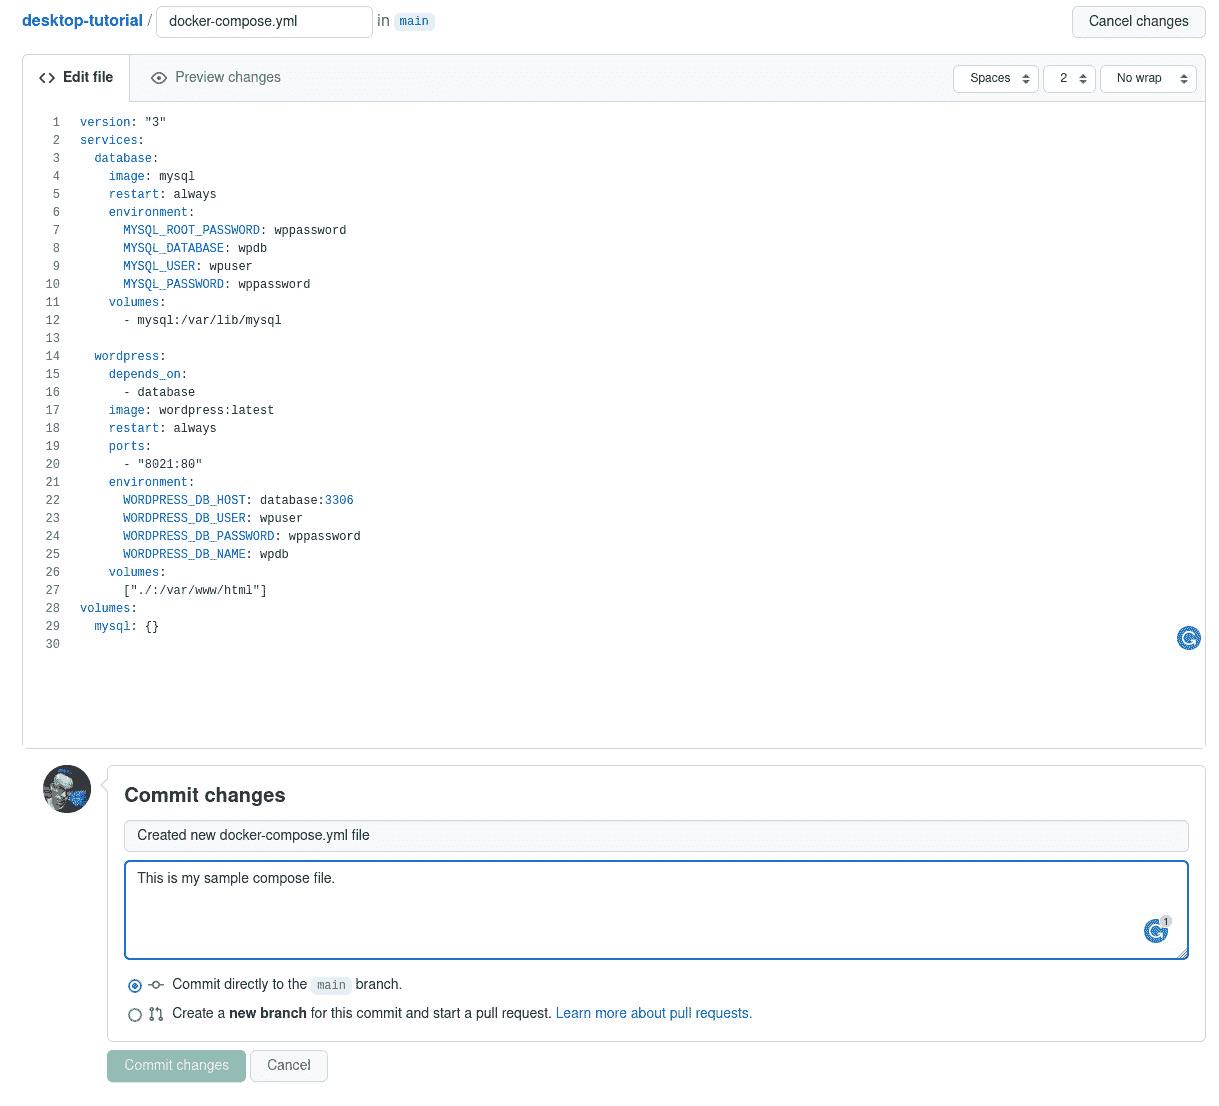 desktop-tutorial / docker-compose.yml in main Cancel changes
Edit file Preview changes Spaces 2 No wrap
1 version: "3"
2 services:
3   database:
4     image: mysql
5     restart: always
6     environment:
7       MYSQL_ROOT_PASSWORD: wppassword
8       MYSQL_DATABASE: wpdb
9       MYSQL_USER: wpuser
10       MYSQL_PASSWORD: wppassword
11     volumes:
12       - mysql:/var/lib/mysql
13
14   wordpress:
15     depends_on:
16       - database
17     image: wordpress:latest
18     restart: always
19     ports:
20       - "8021:80"
21     environment:
22       WORDPRESS_DB_HOST: database:3306
23       WORDPRESS_DB_USER: wpuser
24       WORDPRESS_DB_PASSWORD: wppassword
25       WORDPRESS_DB_NAME: wpdb
26     volumes:
27       ["./:/var/www/html"]
28 volumes:
29   mysql: {}
30
Commit changes
Created new docker-compose.yml file
This is my sample compose file.
1
Commit directly to the main branch.
Create a new branch for this commit and start a pull request. Learn more about pull requests.
Commit changes Cancel